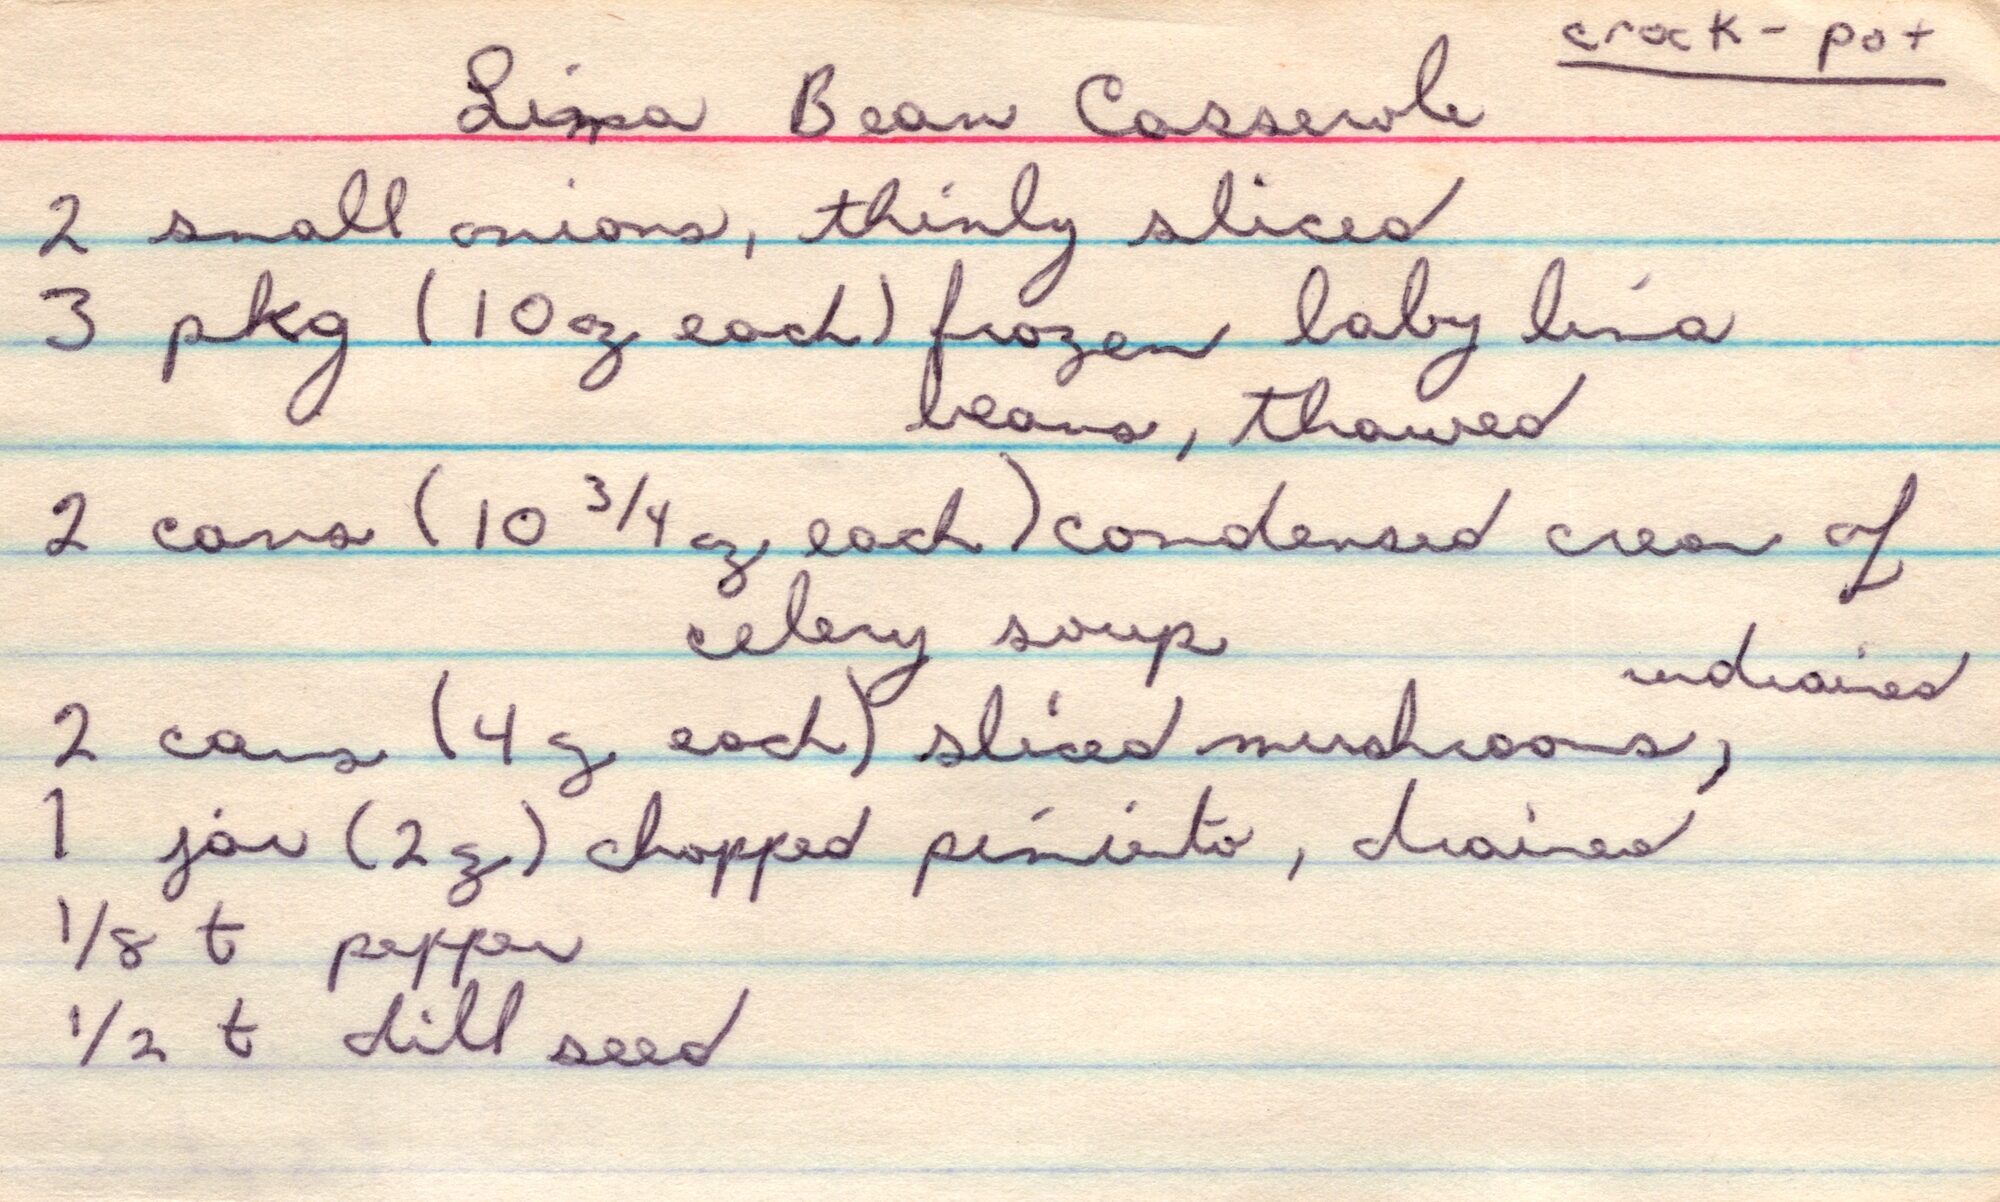 crock-pot
Lima Bean Casserole
2 small onions, thinly sliced
3 pkg (10 oz each) frozen baby lima
beans, thawed
2 cans (10 3/4 oz each) condensed cream of
celery soup
undrained
2 cans (4 oz each) sliced mushrooms,
1 jar (2 oz) chopped pimiento, drained
1/8 t pepper
1/2 t dill seed